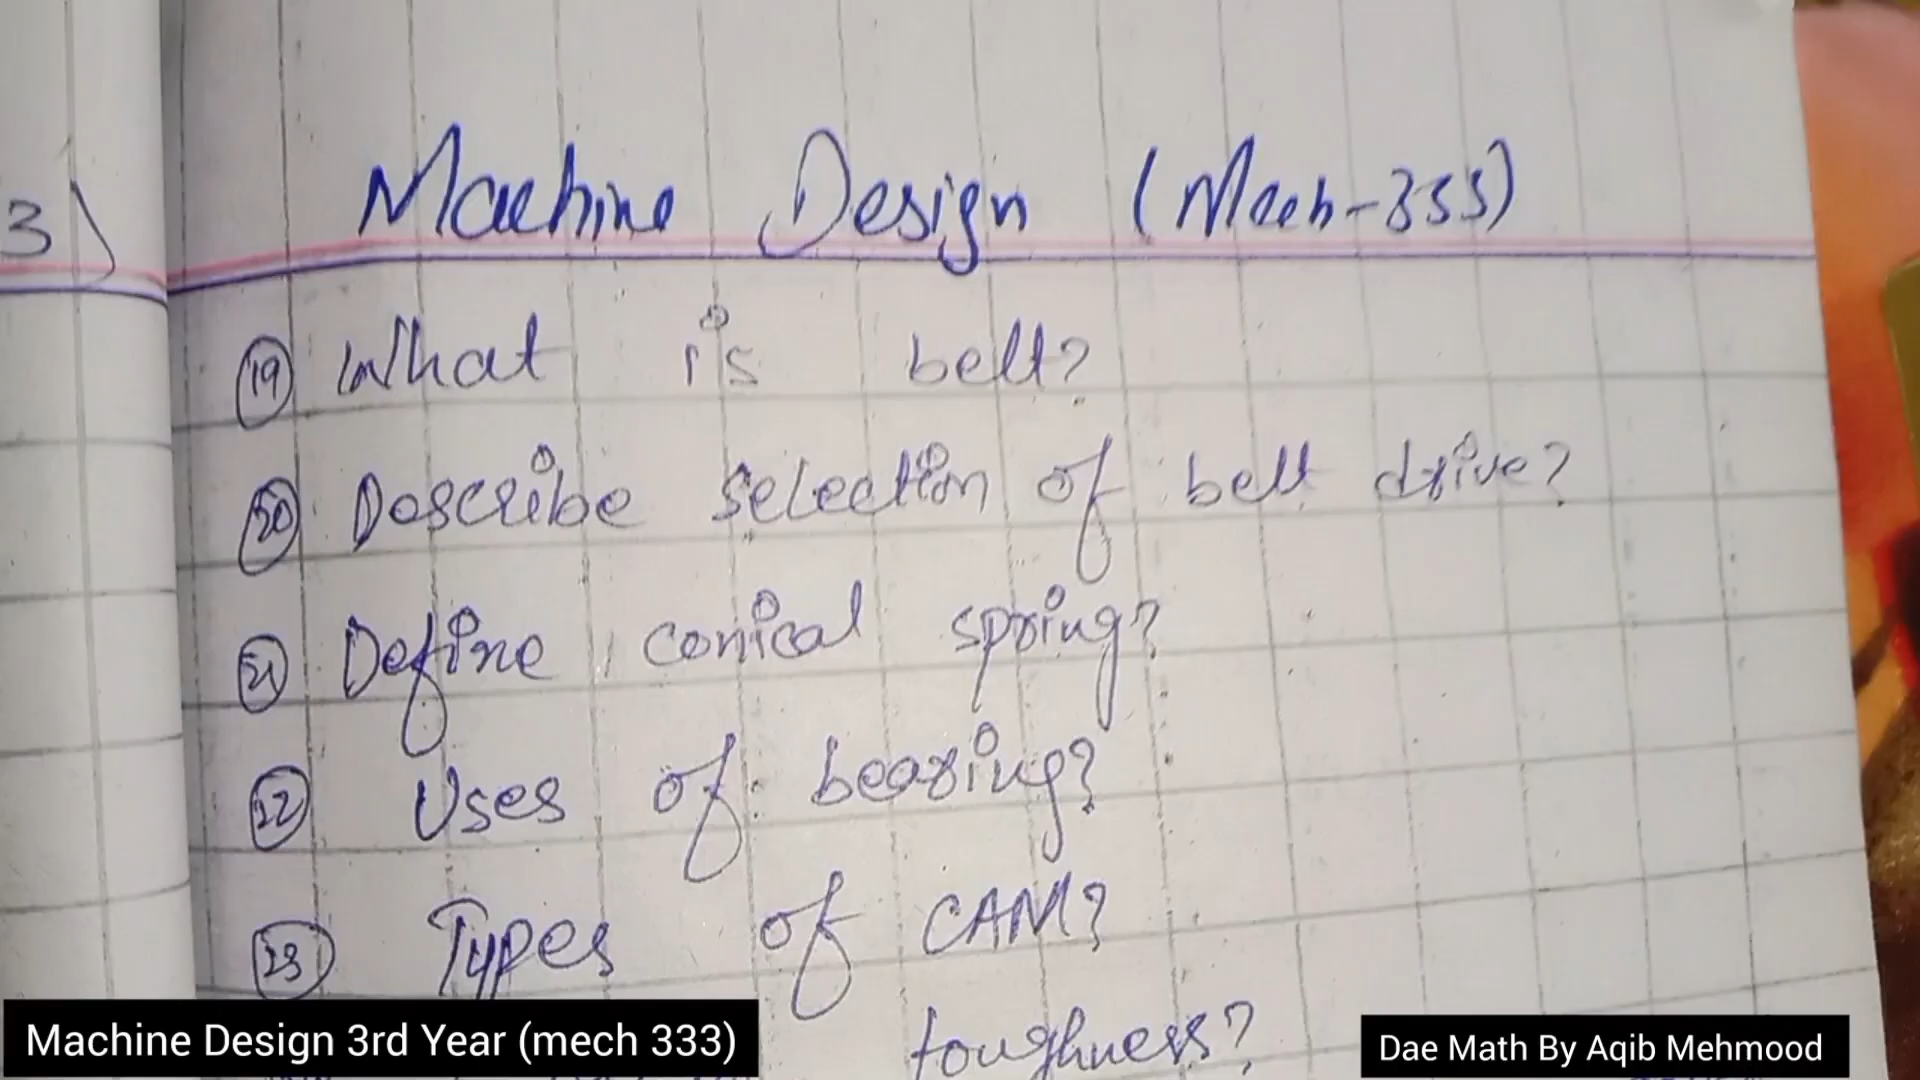 3)
Machine Design (Mech-333)
19 What is belt?
20 Describe selection of belt drive?
21 Define conical spring?
22 Uses of bearing?
23 Types of CAM?
toughness?
Machine Design 3rd Year (mech 333)
Dae Math By Aqib Mehmood